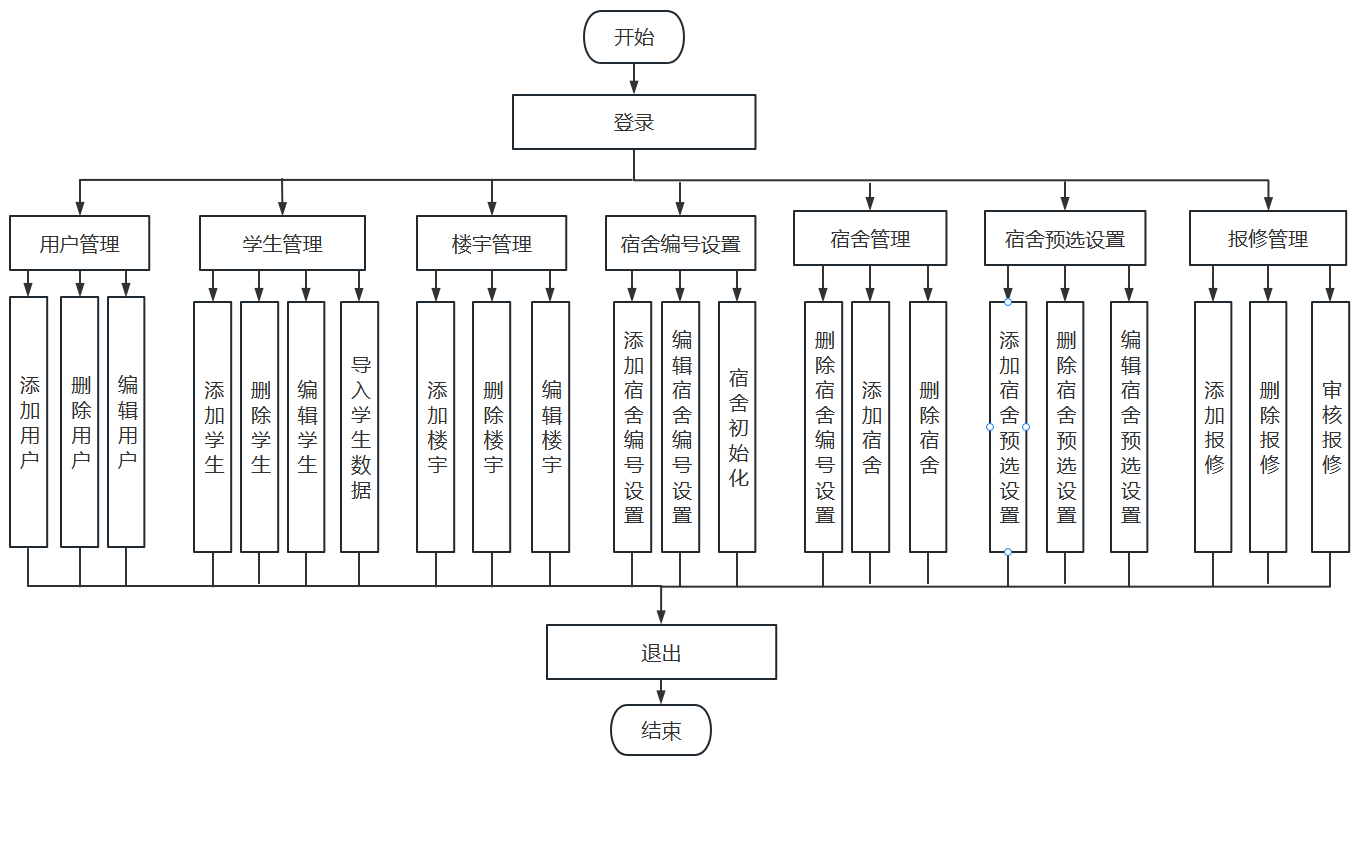 开始
登录
用户管理
学生管理
楼宇管理
宿舍编号设置
宿舍管理
宿舍预选设置
报修管理
添加用户
删除用户
编辑用户
添加学生
删除学生
编辑学生
导入学生数据
添加楼宇
删除楼宇
编辑楼宇
添加宿舍编号设置
编辑宿舍编号设置
宿舍初始化
删除宿舍编号设置
添加宿舍
删除宿舍
添加宿舍预选设置
删除宿舍预选设置
编辑宿舍预选设置
添加报修
删除报修
审核报修
退出
结束